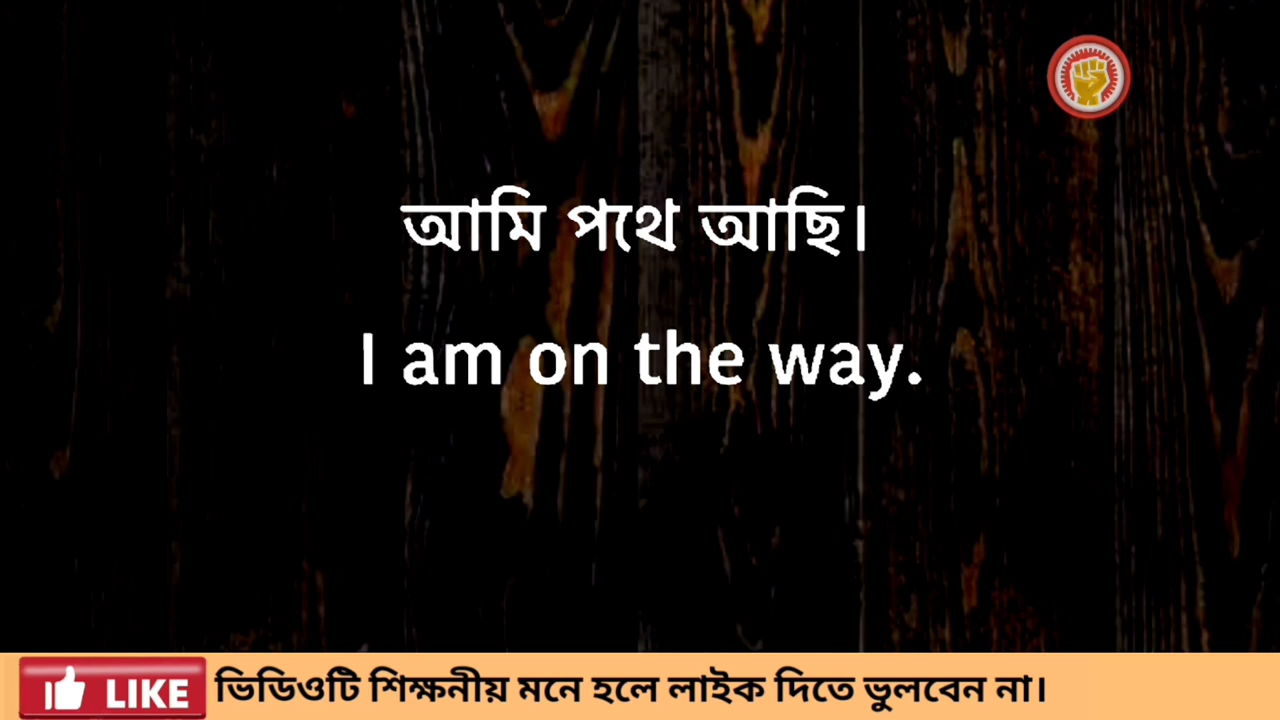 আমি পথে আছি।
I am on the way.
LIKE ভিডিওটি শিক্ষনীয় মনে হলে লাইক দিতে ভুলবেন না।